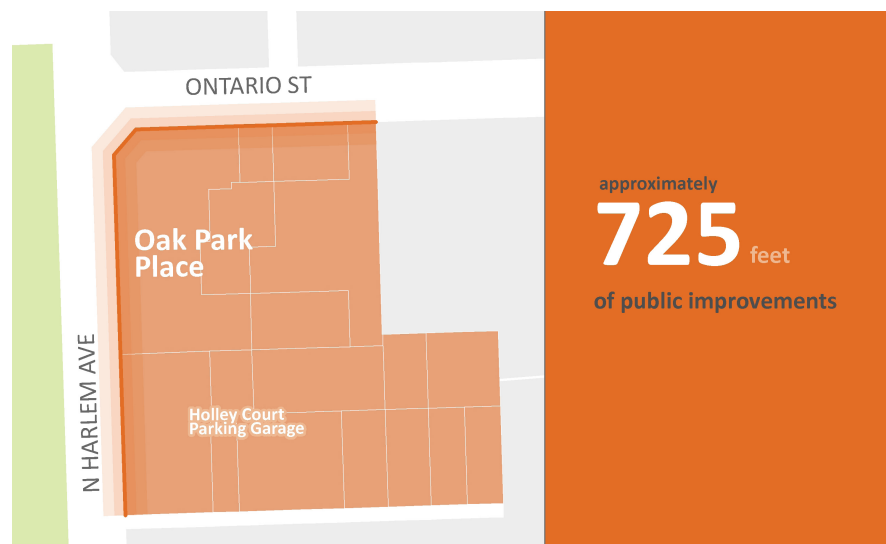 ONTARIO ST
Oak Park
Place
N HARLEM AVE
Holley Court
Parking Garage
approximately
725 feet
of public improvements